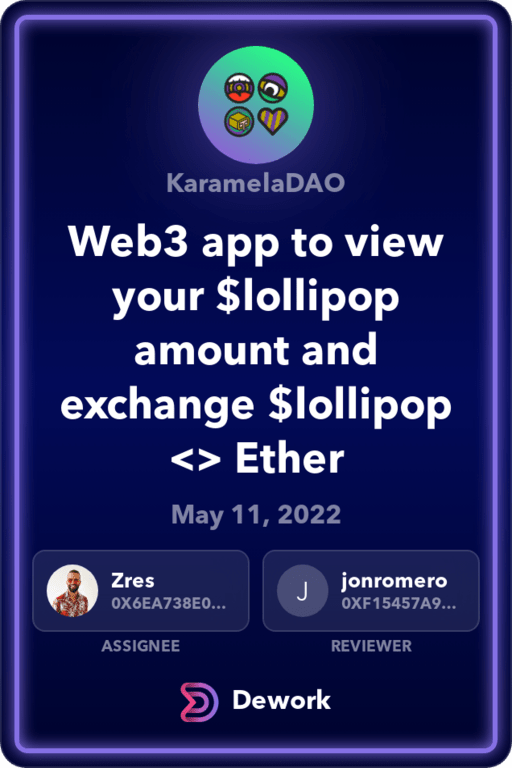 KaramelaDAO
Web3 app to view
your $lollipop
amount and
exchange $lollipop
<> Ether
May 11, 2022
Zres
0X6EA738E0...
ASSIGNEE
J
jonromero
0XF15457A9...
REVIEWER
Dework